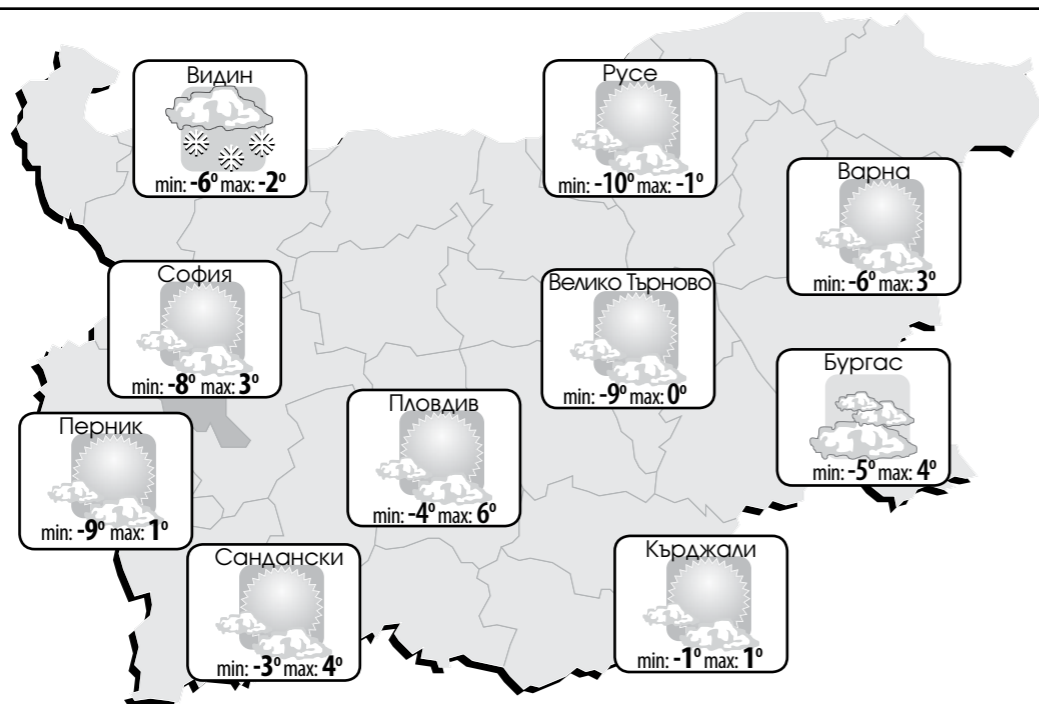 Видин
min: -6° max: -2°
Русе
min: -10° max: -1°
Варна
min: -6° max: 3°
София
min: -8° max: 3°
Велико Търново
min: -9° max: 0°
Бургас
min: -5° max: 4°
Пловдив
min: -4° max: 6°
Перник
min: -9° max: 1°
Сандански
min: -3° max: 4°
Кърджали
min: -1° max: 1°